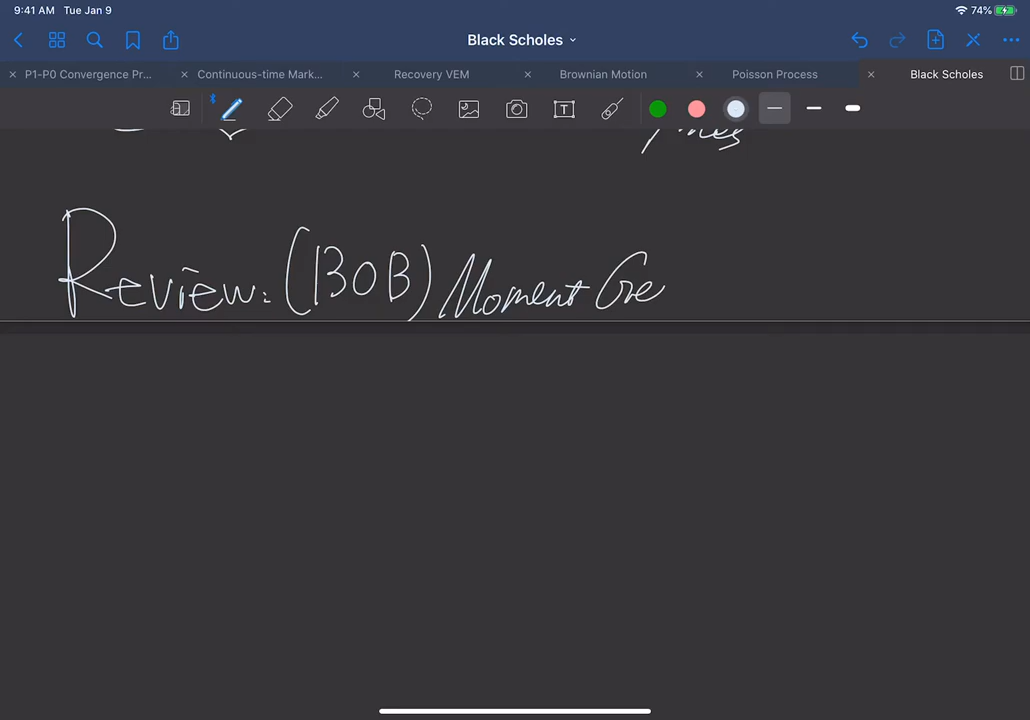 9:41 AM Tue Jan 9 74%
Black Scholes
P1-P0 Convergence Pr... Continuous-time Mark... Recovery VEM Brownian Motion Poisson Process Black Scholes
T
Review: (130B) Moment Gne